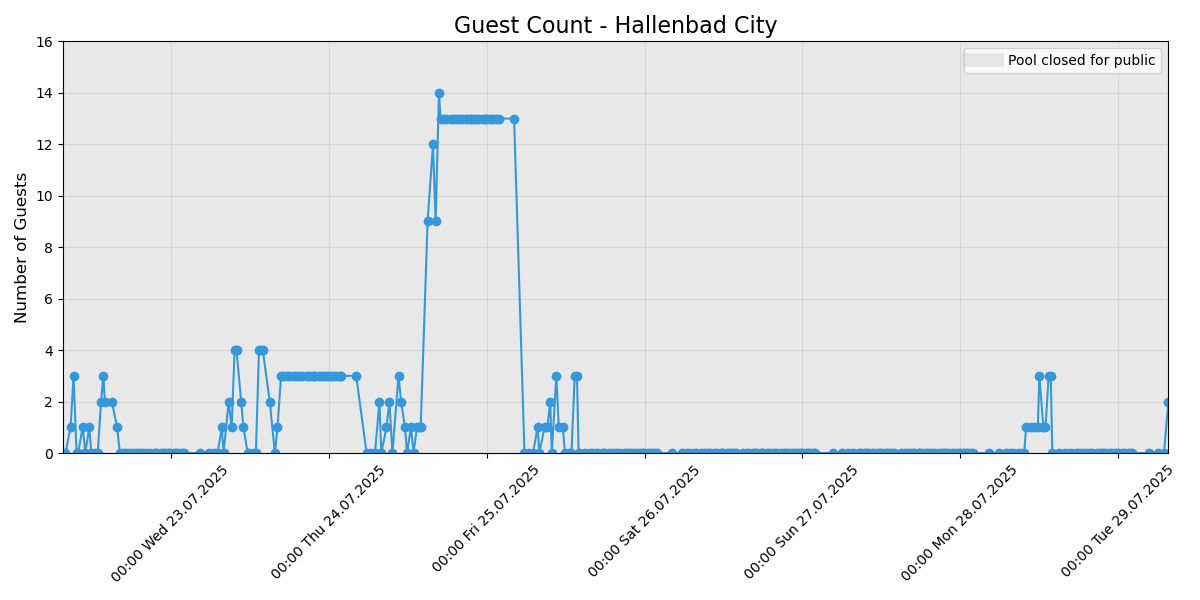 Guest Count - Hallenbad City
Pool closed for public
Number of Guests
16
14
12
10
8
6
4
2
0
00:00 Wed 23.07.2025
00:00 Thu 24.07.2025
00:00 Fri 25.07.2025
00:00 Sat 26.07.2025
00:00 Sun 27.07.2025
00:00 Mon 28.07.2025
00:00 Tue 29.07.2025